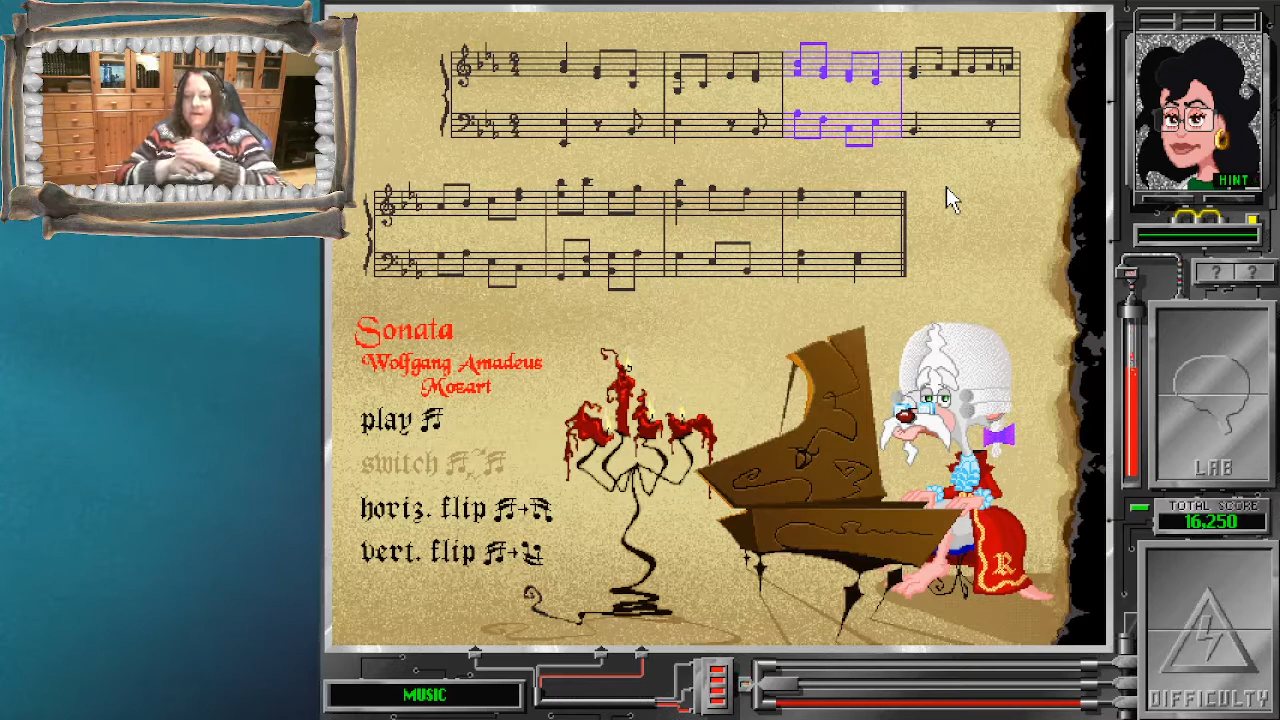 HINT
? ?
Sonata
Wolfgang Amadeus
Mozart
play
switch
horiz. flip
vert. flip
R
LAB
TOTAL SCORE
16,250
MUSIC
DIFFICULTY